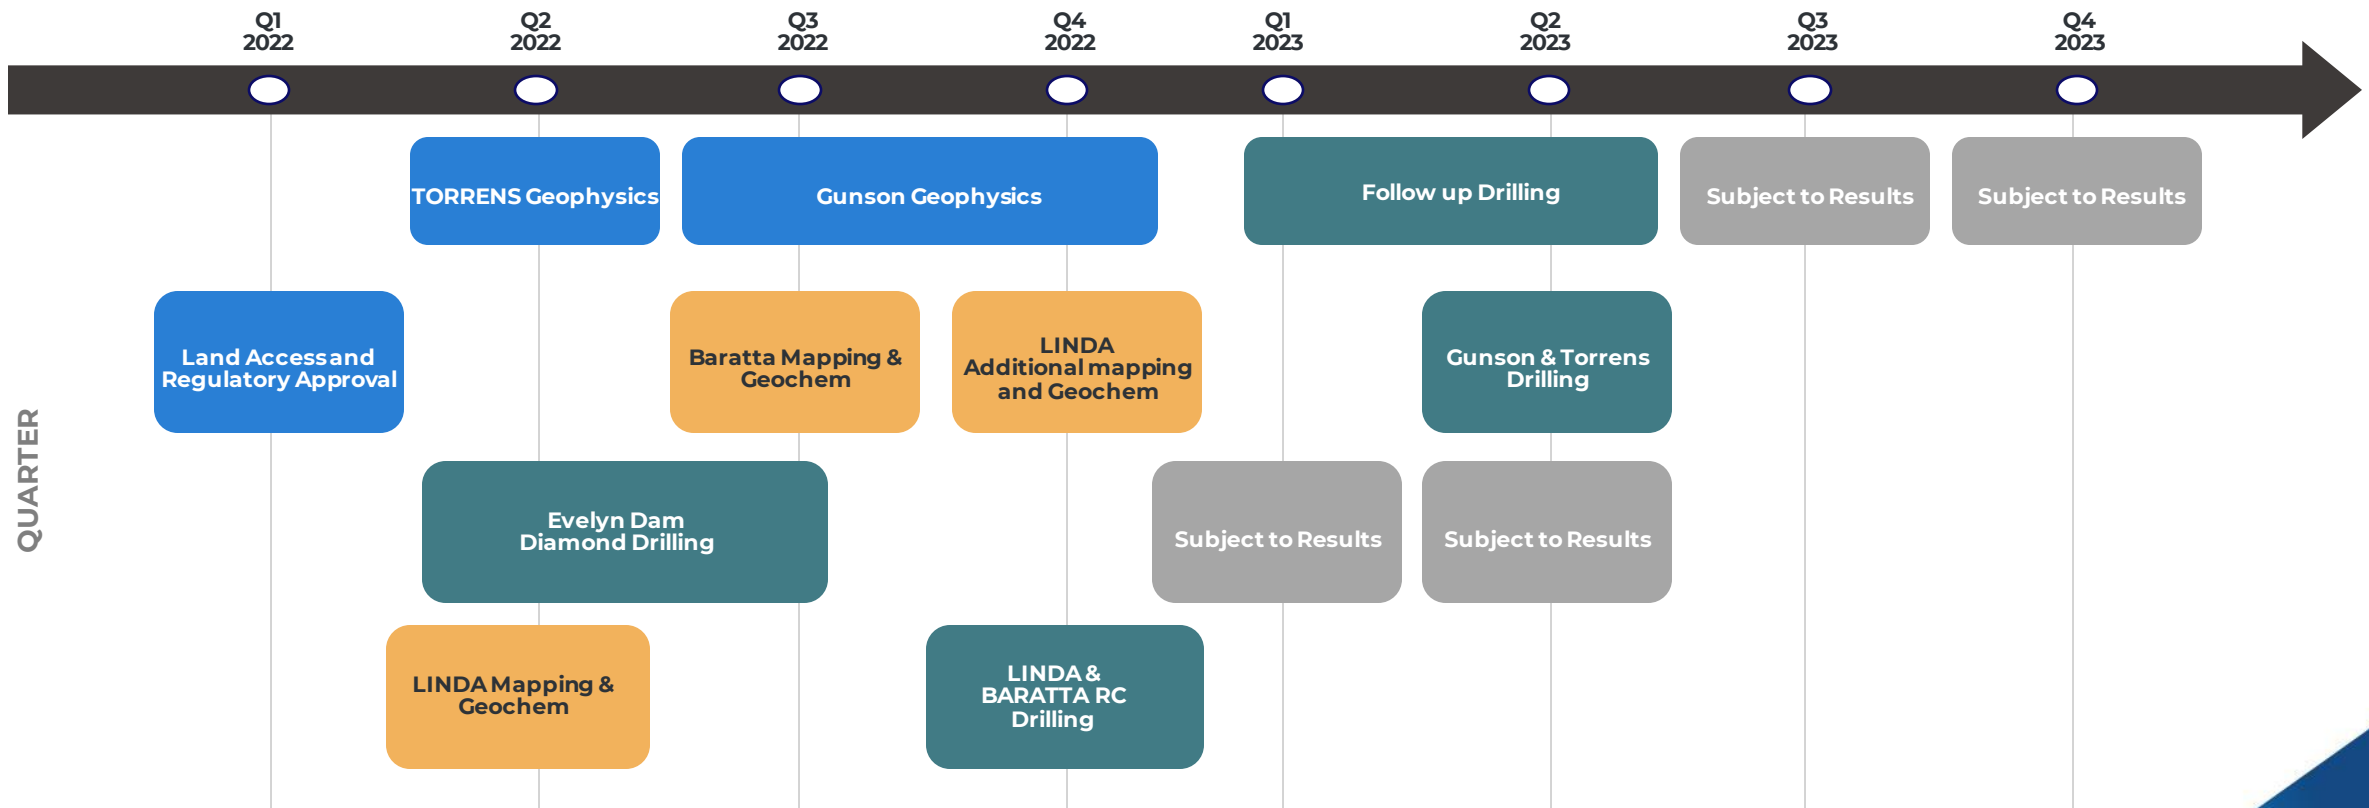 Q1
2022
Q2
2022
Q3
2022
Q4
2022
Q1
2023
Q2
2023
Q3
2023
Q4
2023
TORRENS Geophysics
Gunson Geophysics
Follow up Drilling
Subject to Results
Subject to Results
Land Access and
Regulatory Approval
Baratta Mapping &
Geochem
LINDA
Additional mapping
and Geochem
Gunson & Torrens
Drilling
QUARTER
Evelyn Dam
Diamond Drilling
Subject to Results
Subject to Results
LINDA Mapping &
Geochem
LINDA &
BARATTA RC
Drilling